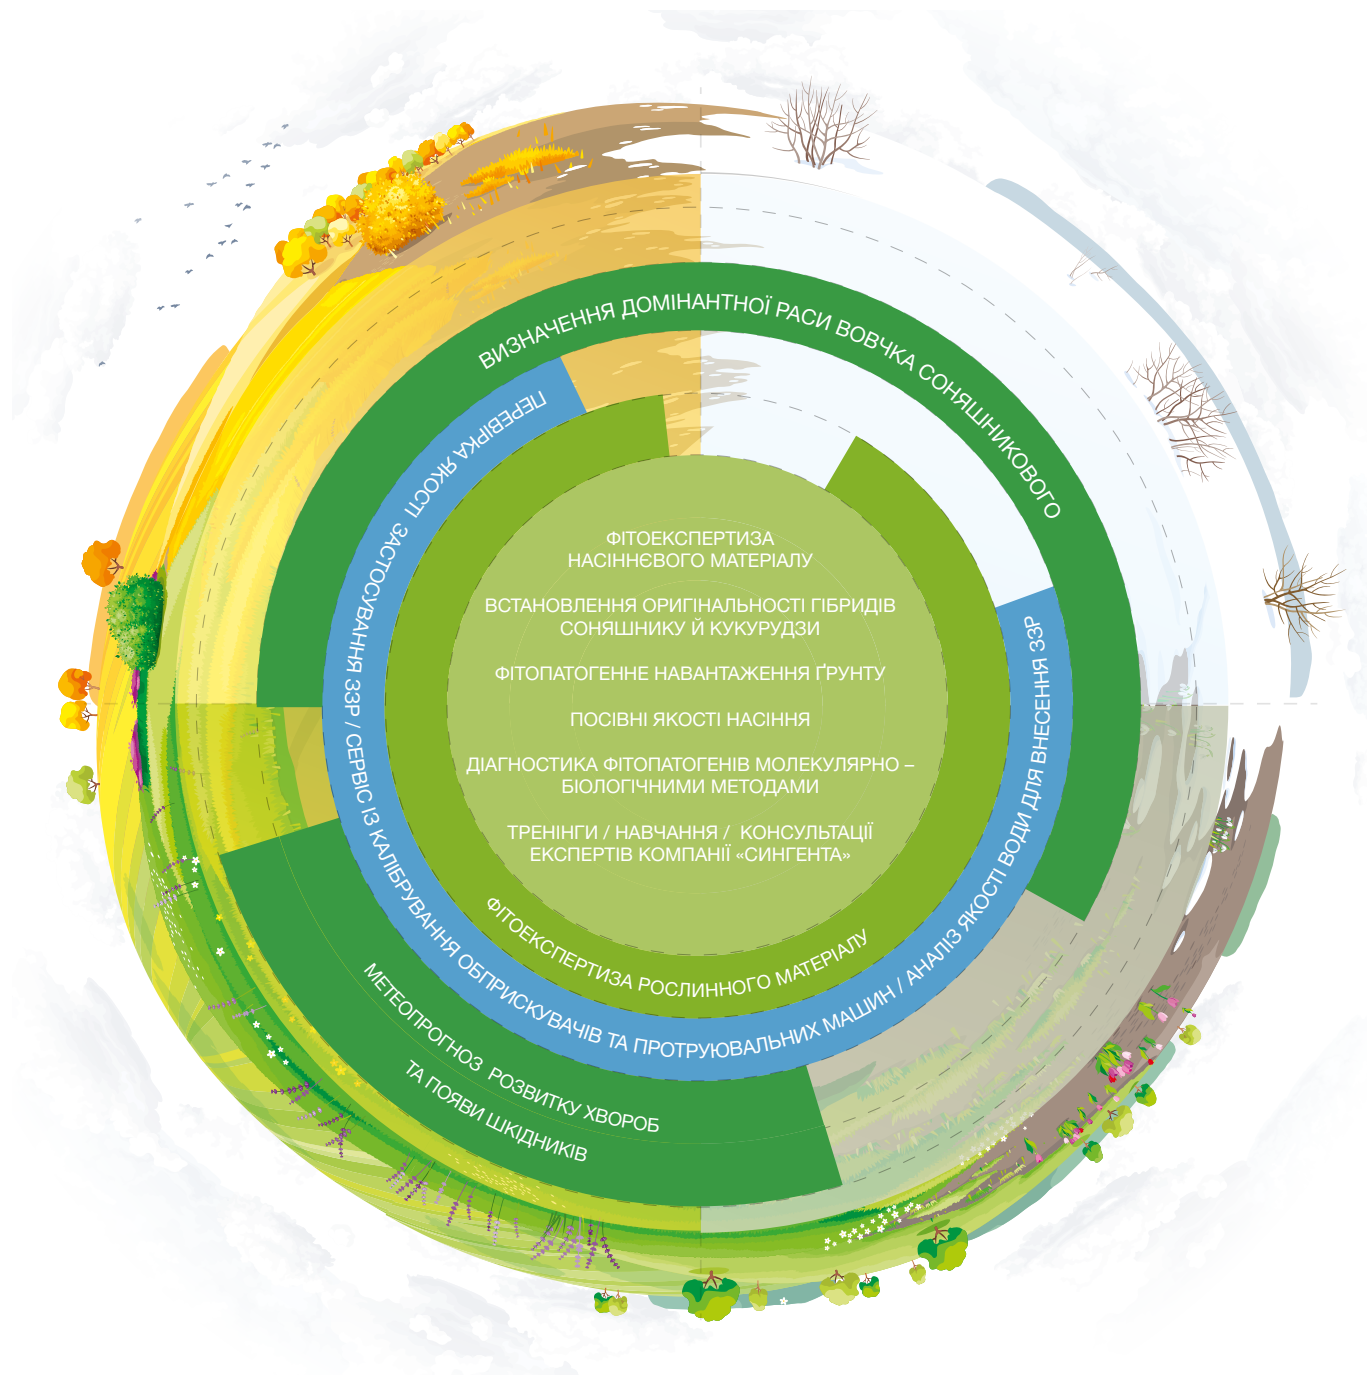 ВИЗНАЧЕННЯ ДОМІНАНТНОЇ РАСИ ВОВЧКА СОНЯШНИКОВОГО
ПЕРЕВІРКА ЯКОСТІ ЗАСТОСУВАННЯ ЗЗР / СЕРВІС ІЗ КАЛІБРУВАННЯ ОБПРИСКУВАЧІВ ТА ПРОТРУЮВАЛЬНИХ МАШИН / АНАЛІЗ ЯКОСТІ ВОДИ ДЛЯ ВНЕСЕННЯ ЗЗР
ФІТОЕКСПЕРТИЗА
НАСІННЄВОГО МАТЕРІАЛУ
ВСТАНОВЛЕННЯ ОРИГІНАЛЬНОСТІ ГІБРИДІВ
СОНЯШНИКУ Й КУКУРУДЗИ
ФІТОПАТОГЕННЕ НАВАНТАЖЕННЯ ҐРУНТУ
ПОСІВНІ ЯКОСТІ НАСІННЯ
ДІАГНОСТИКА ФІТОПАТОГЕНІВ МОЛЕКУЛЯРНО –
БІОЛОГІЧНИМИ МЕТОДАМИ
ТРЕНІНГИ / НАВЧАННЯ / КОНСУЛЬТАЦІЇ
ЕКСПЕРТІВ КОМПАНІЇ «СИНГЕНТА»
ФІТОЕКСПЕРТИЗА РОСЛИННОГО МАТЕРІАЛУ
МЕТЕОПРОГНОЗ РОЗВИТКУ ХВОРОБ
ТА ПОЯВИ ШКІДНИКІВ